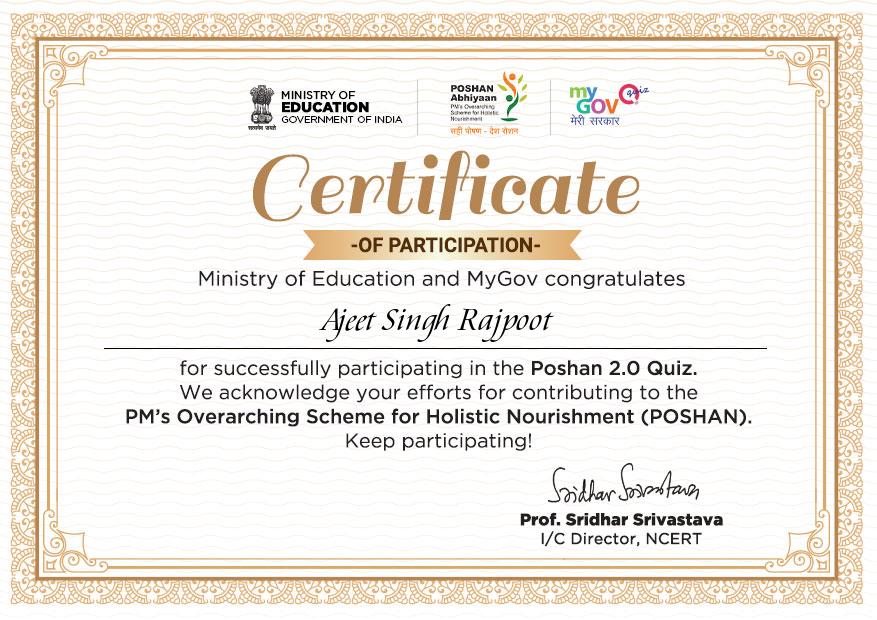 सत्यमेव जयते
MINISTRY OF
EDUCATION
GOVERNMENT OF INDIA
POSHAN
Abhiyaan
PM's Overarching
Scheme for Holistic
Nourishment
सही पोषण - देश रोशन
my
GOV quiz
मेरी सरकार
Certificate
-OF PARTICIPATION-
Ministry of Education and MyGov congratulates
Ajeet Singh Rajpoot
for successfully participating in the Poshan 2.0 Quiz.
We acknowledge your efforts for contributing to the
PM's Overarching Scheme for Holistic Nourishment (POSHAN).
Keep participating!
Sridhar Srivastava
Prof. Sridhar Srivastava
I/C Director, NCERT